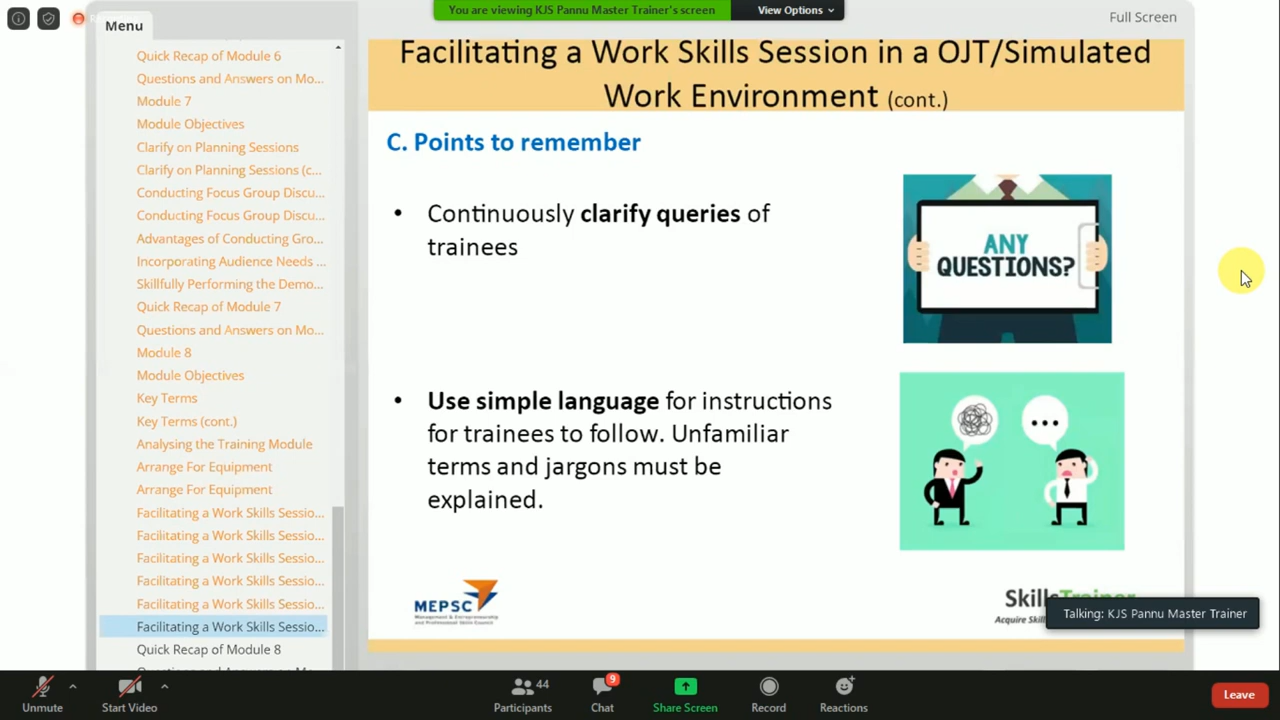 You are viewing KJS Pannu Master Trainer's screen
View Options
Menu
Full Screen
Quick Recap of Module 6
Questions and Answers on Mo...
Module 7
Module Objectives
Clarify on Planning Sessions
Clarify on Planning Sessions (c...
Conducting Focus Group Discu...
Conducting Focus Group Discu...
Advantages of Conducting Gro...
Incorporating Audience Needs ...
Skillfully Performing the Demo...
Quick Recap of Module 7
Questions and Answers on Mo...
Module 8
Module Objectives
Key Terms
Key Terms (cont.)
Analysing the Training Module
Arrange For Equipment
Arrange For Equipment
Facilitating a Work Skills Sessio...
Facilitating a Work Skills Sessio...
Facilitating a Work Skills Sessio...
Facilitating a Work Skills Sessio...
Facilitating a Work Skills Sessio...
Facilitating a Work Skills Sessio...
Quick Recap of Module 8
Facilitating a Work Skills Session in a OJT/Simulated
Work Environment (cont.)
C. Points to remember
• Continuously clarify queries of
trainees
ANY
QUESTIONS?
• Use simple language for instructions
for trainees to follow. Unfamiliar
terms and jargons must be
explained.
MEPSC
Management & Entrepreneurship
and Professional Skills Council
Skills
Acquire
Talking: KJS Pannu Master Trainer
Unmute
Start Video
44
Participants
9
Chat
Share Screen
Record
Reactions
Leave